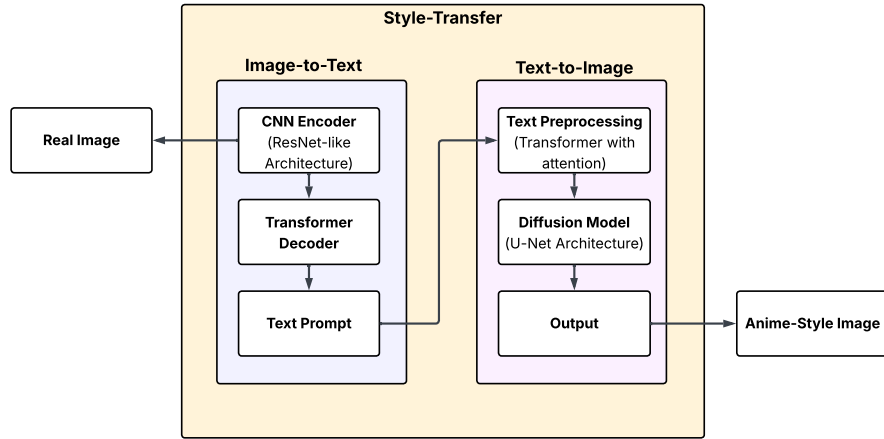 Style-Transfer
Image-to-Text
Text-to-Image
Real Image
CNN Encoder
(ResNet-like
Architecture)
Transformer
Decoder
Text Prompt
Text Preprocessing
(Transformer with
attention)
Diffusion Model
(U-Net Architecture)
Output
Anime-Style Image